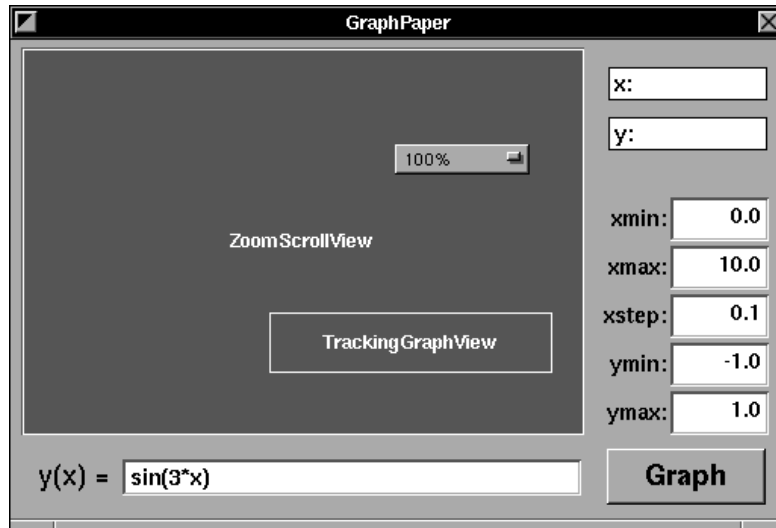 GraphPaper
x:
y:
100%
ZoomScrollView
TrackingGraphView
xmin: 0.0
xmax: 10.0
xstep: 0.1
ymin: -1.0
ymax: 1.0
y(x) = sin(3*x)
Graph